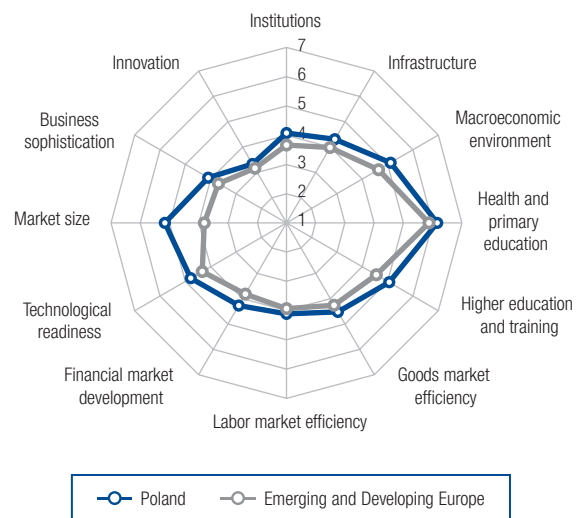 Institutions
Infrastructure
Macroeconomic
environment
Health and
primary
education
Higher education
and training
Goods market
efficiency
Labor market efficiency
Financial market
development
Technological
readiness
Market size
Business
sophistication
Innovation
7
6
5
4
3
2
1
Poland
Emerging and Developing Europe